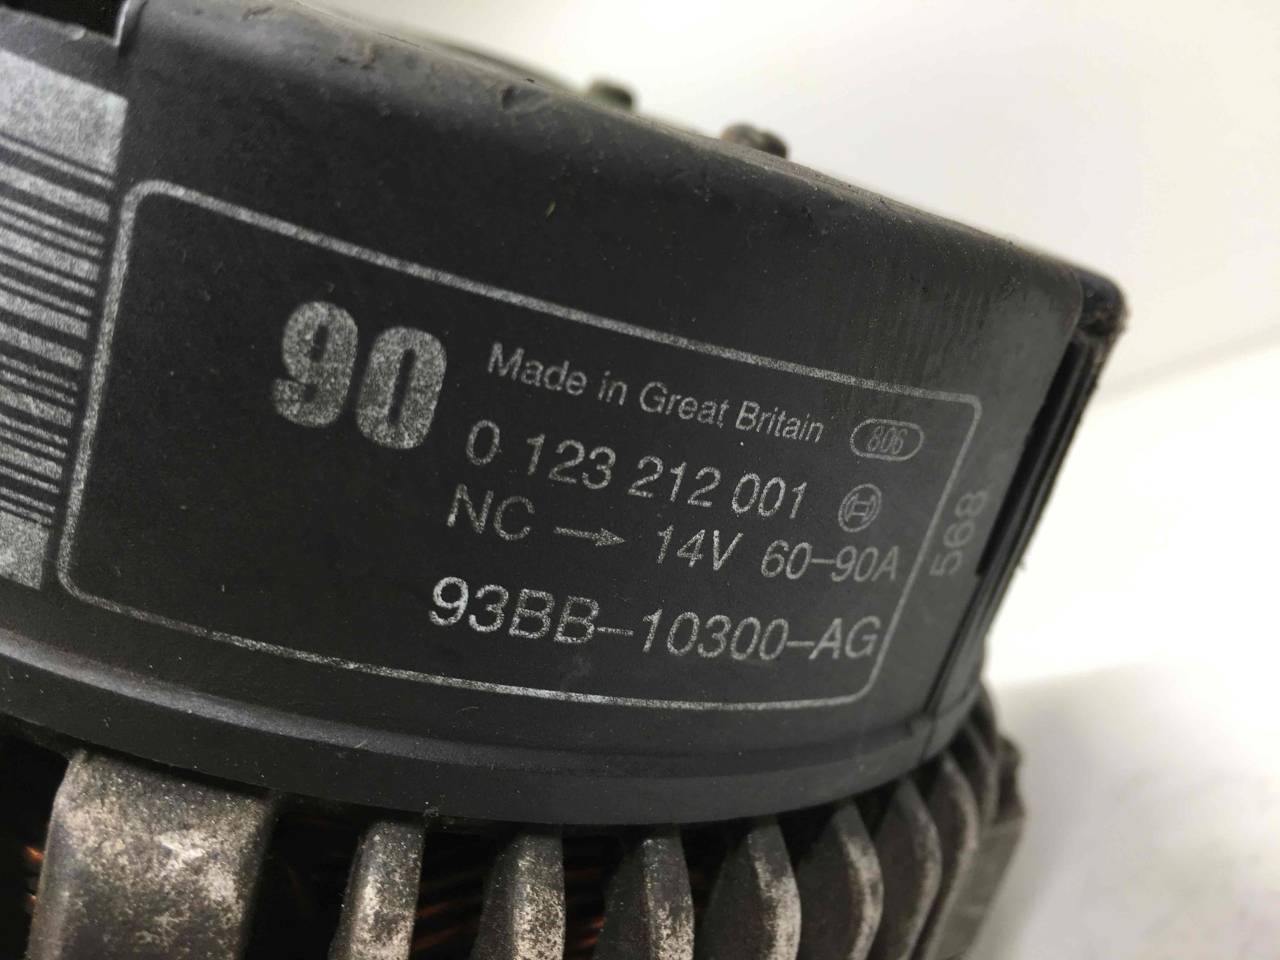 90
Made in Great Britain 806
0 123 212 001
NC → 14V 60-90A
93BB-10300-AG
568